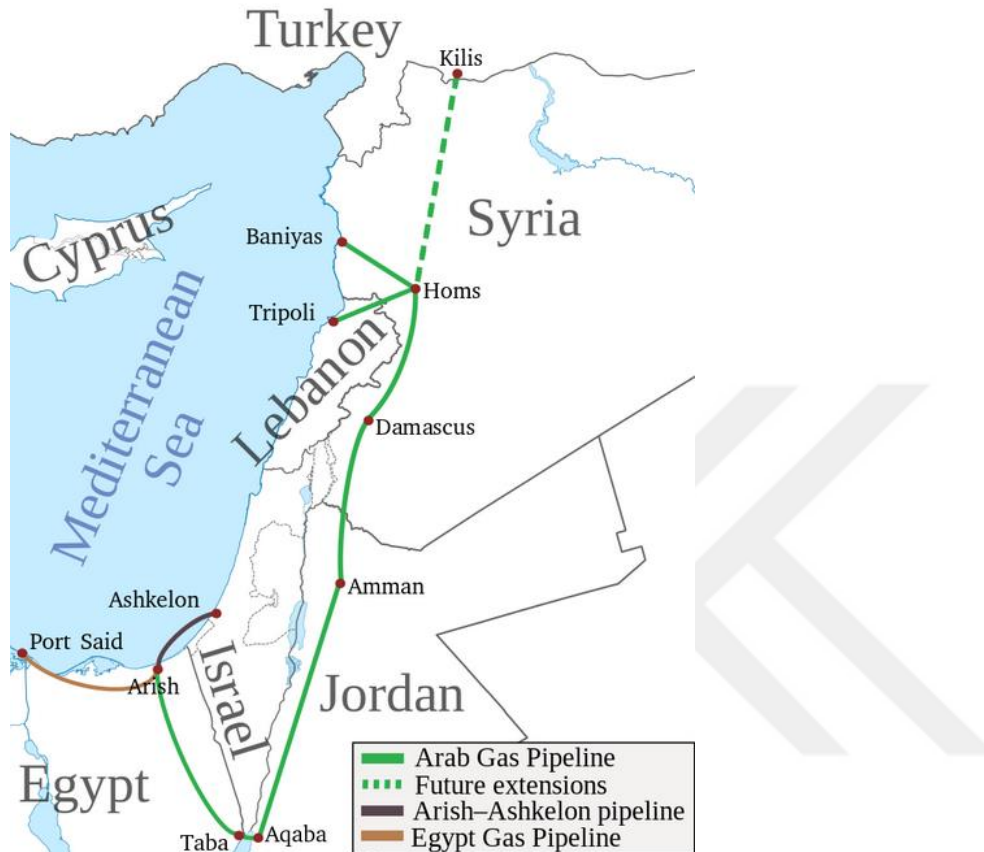 Turkey
Kilis
Syria
Cyprus
Baniyas
Homs
Tripoli
Mediterranean
Sea
Lebanon
Damascus
Amman
Ashkelon
Port Said
Arish
Israel
Jordan
Egypt
Taba
Aqaba
Arab Gas Pipeline
Future extensions
Arish–Ashkelon pipeline
Egypt Gas Pipeline